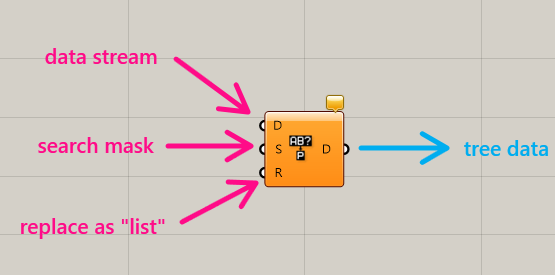 data stream
search mask
replace as "list"
D
S
R
AB?
P
D
tree data